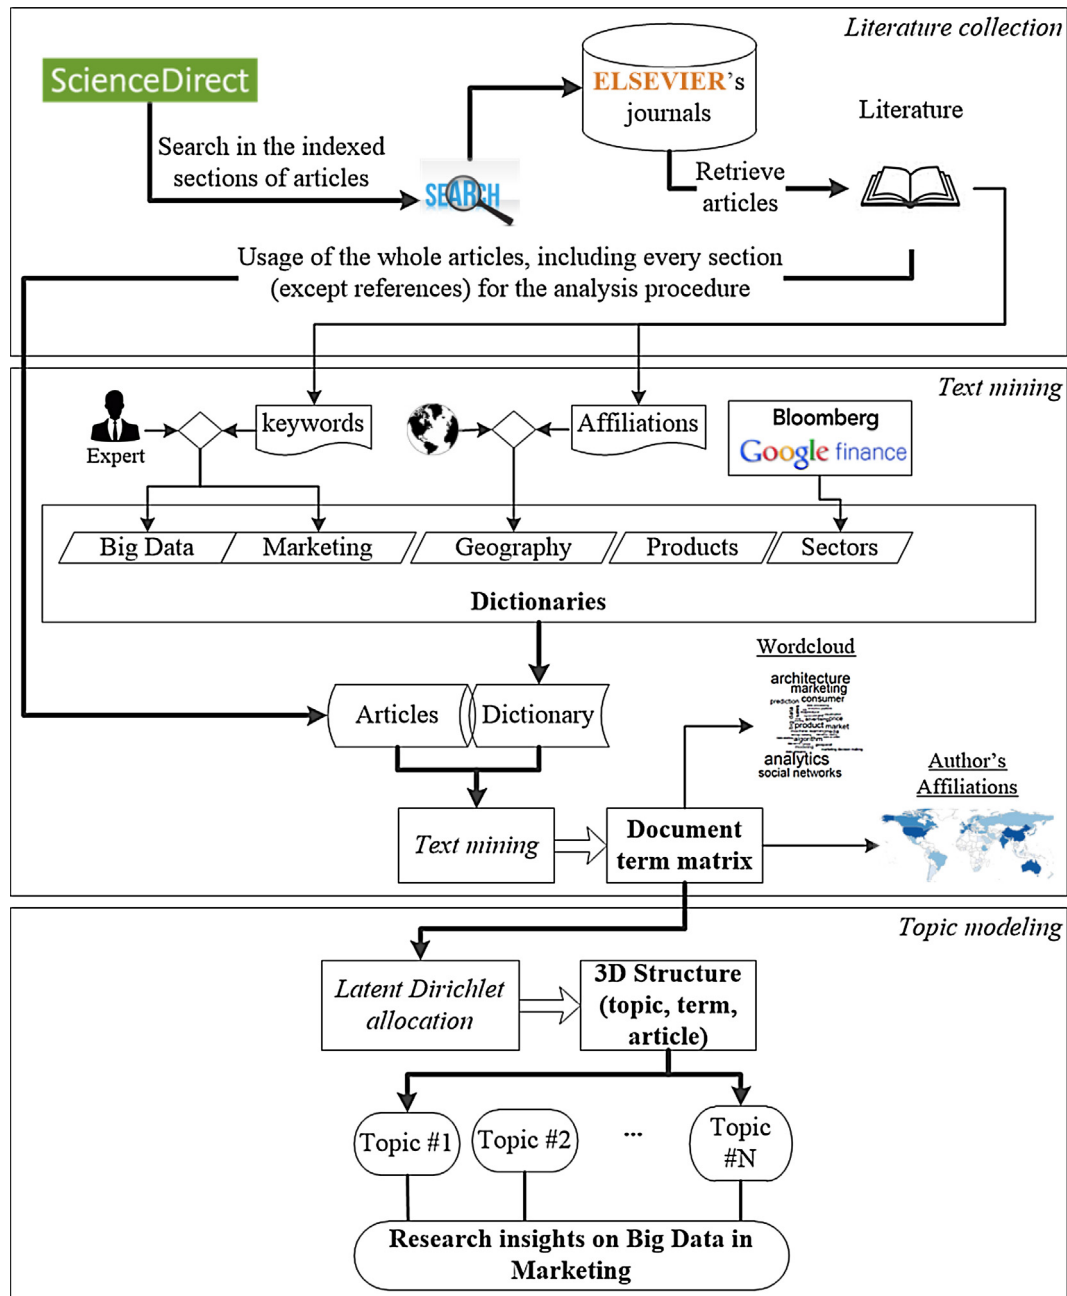 Literature collection
ScienceDirect
ELSEVIER's
journals
Literature
Search in the indexed
sections of articles
SEARCH
Retrieve
articles
Usage of the whole articles, including every section
(except references) for the analysis procedure
Text mining
Expert
keywords
Affiliations
Bloomberg
Google finance
Big Data
Marketing
Geography
Products
Sectors
Dictionaries
Wordcloud
architecture
marketing
prediction consumer
product market
algorithm
analytics
social networks
Articles
Dictionary
Author's
Affiliations
Text mining
Document
term matrix
Topic modeling
Latent Dirichlet
allocation
3D Structure
(topic, term,
article)
Topic #1
Topic #2
...
Topic
#N
Research insights on Big Data in
Marketing